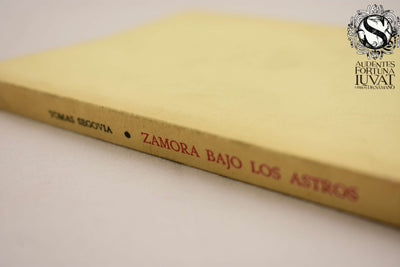 S
AUDENTES
FORTUNA
IUVAT
TOMAS SEGOVIA • ZAMORA BAJO LOS ASTROS